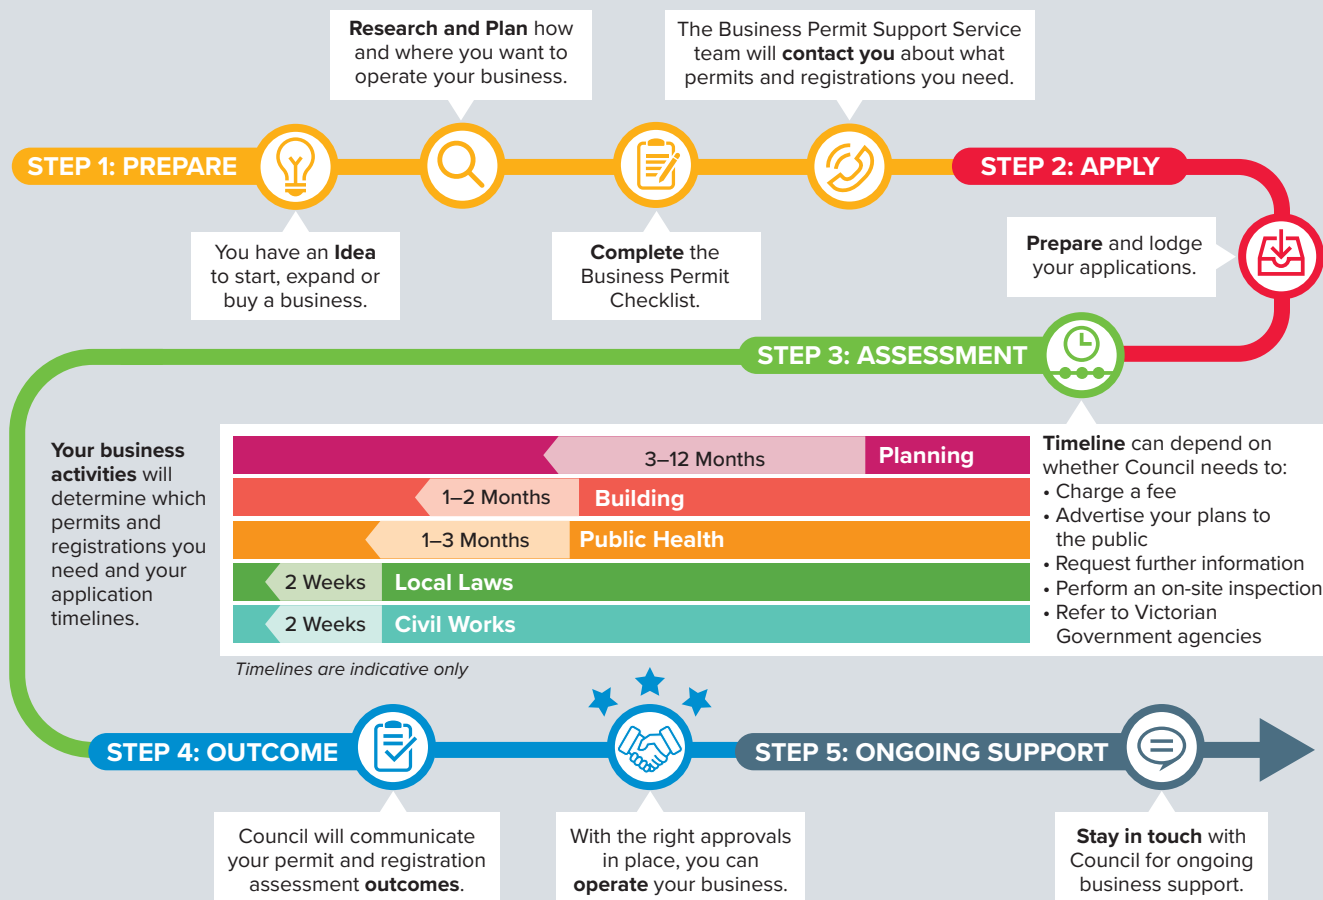 Research and Plan how
and where you want to
operate your business.
The Business Permit Support Service
team will contact you about what
permits and registrations you need.
STEP 1: PREPARE
STEP 2: APPLY
You have an Idea
to start, expand or
buy a business.
Complete the
Business Permit
Checklist.
Prepare and lodge
your applications.
STEP 3: ASSESSMENT
Your business
activities will
determine which
permits and
registrations you
need and your
application
timelines.
3–12 Months Planning
1–2 Months Building
1–3 Months Public Health
2 Weeks Local Laws
2 Weeks Civil Works
Timelines are indicative only
Timeline can depend on
whether Council needs to:
• Charge a fee
• Advertise your plans to
the public
• Request further information
• Perform an on-site inspection
• Refer to Victorian
Government agencies
STEP 4: OUTCOME
STEP 5: ONGOING SUPPORT
Council will communicate
your permit and registration
assessment outcomes.
With the right approvals
in place, you can
operate your business.
Stay in touch with
Council for ongoing
business support.